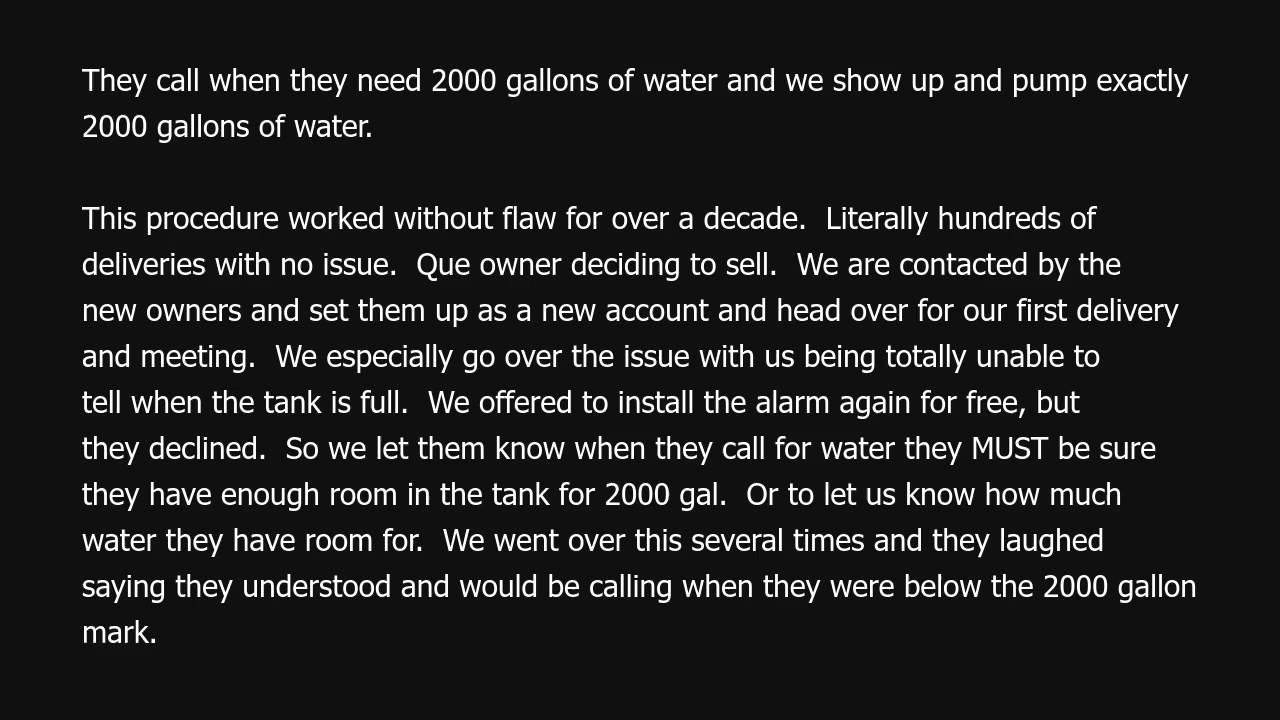 They call when they need 2000 gallons of water and we show up and pump exactly
2000 gallons of water.
This procedure worked without flaw for over a decade.  Literally hundreds of
deliveries with no issue.  Que owner deciding to sell.  We are contacted by the
new owners and set them up as a new account and head over for our first delivery
and meeting.  We especially go over the issue with us being totally unable to
tell when the tank is full.  We offered to install the alarm again for free, but
they declined.  So we let them know when they call for water they MUST be sure
they have enough room in the tank for 2000 gal.  Or to let us know how much
water they have room for.  We went over this several times and they laughed
saying they understood and would be calling when they were below the 2000 gallon
mark.